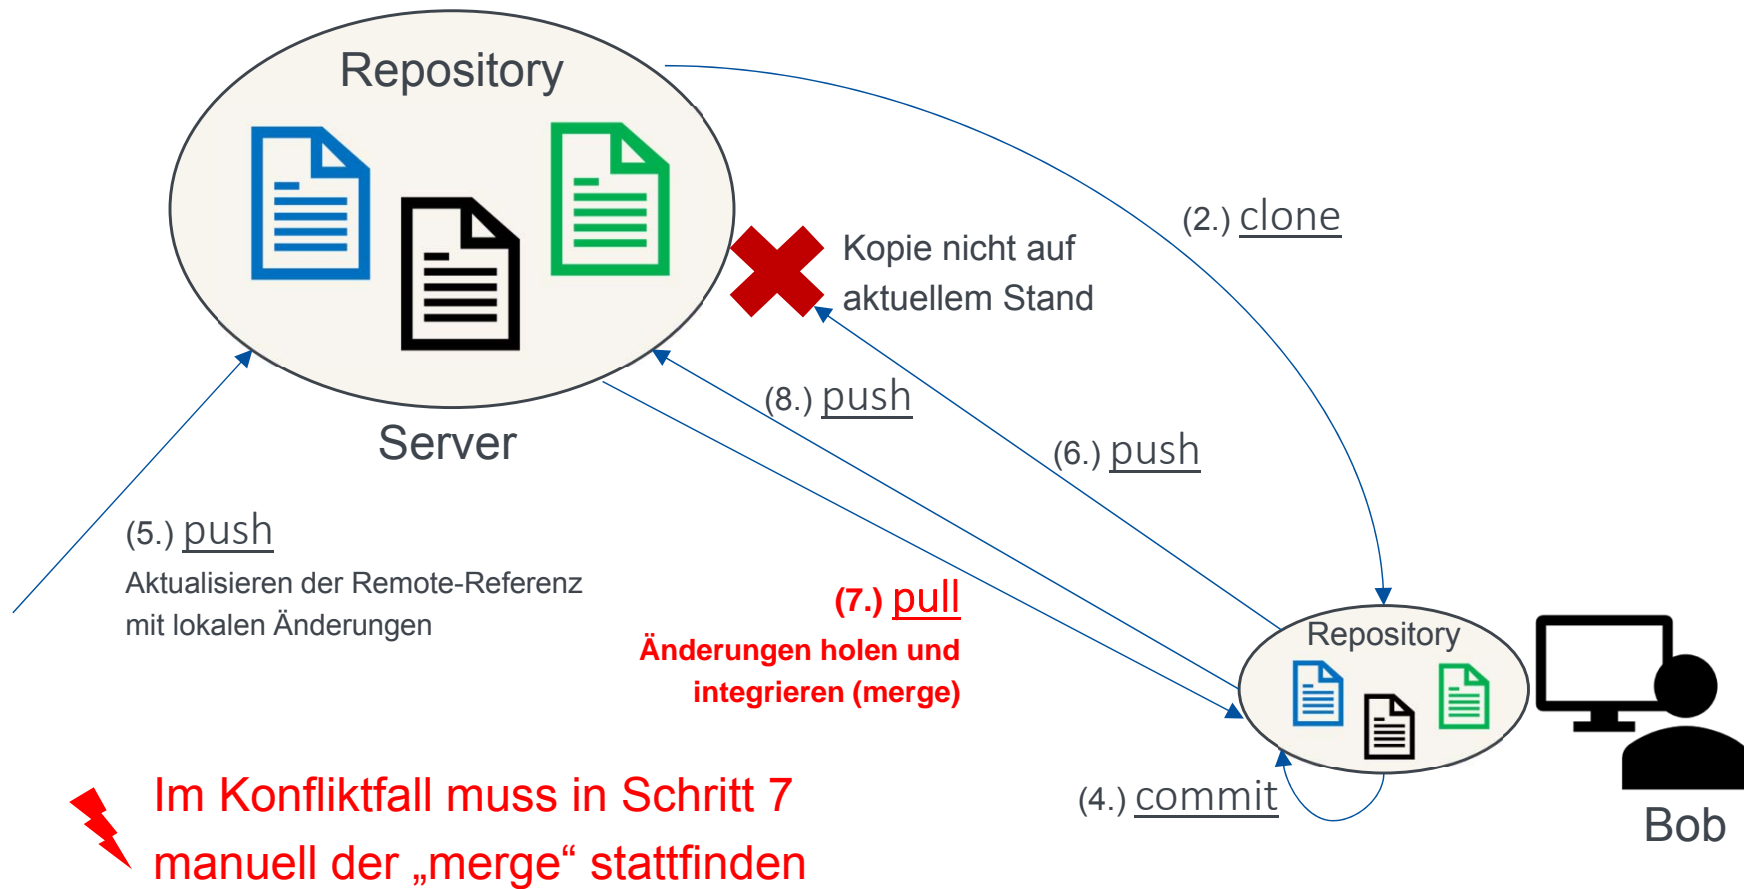 Repository
(2.) clone
Kopie nicht auf
aktuellem Stand
(8.) push
Server
(6.) push
(5.) push
Aktualisieren der Remote-Referenz
mit lokalen Änderungen
(7.) pull
Änderungen holen und
integrieren (merge)
Repository
(4.) commit
Bob
Im Konfliktfall muss in Schritt 7
manuell der „merge“ stattfinden